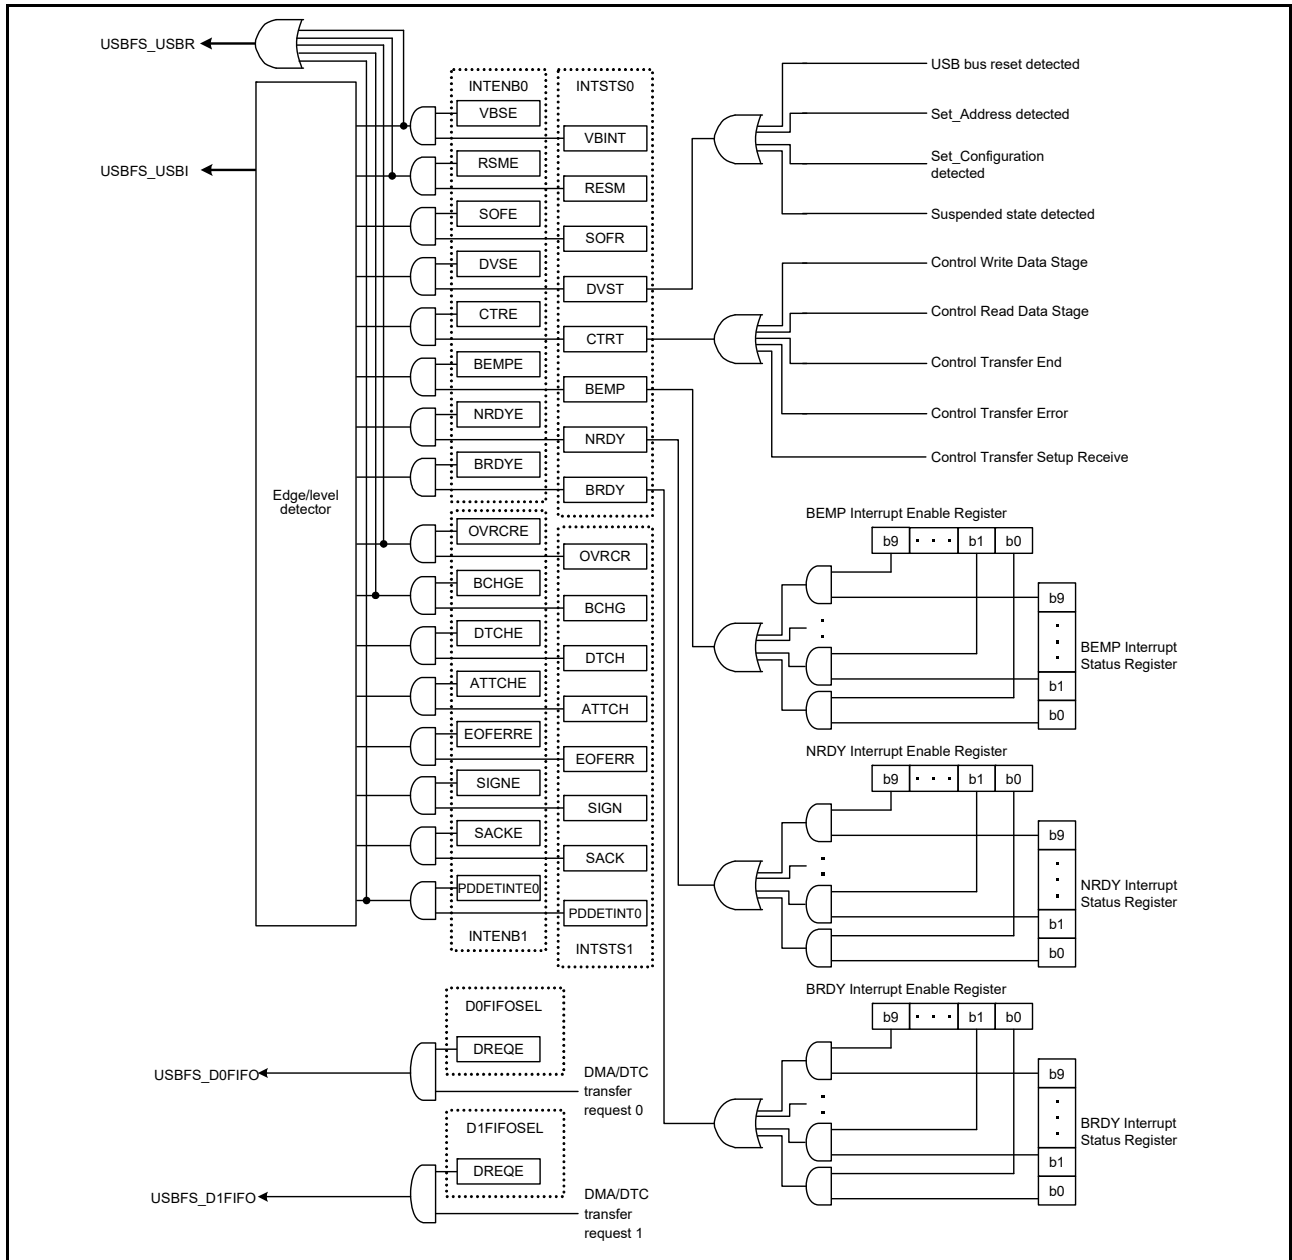 USBFS_USBR
USBFS_USBI
Edge/level
detector
INTENB0
VBSE
RSME
SOFE
DVSE
CTRE
BEMPE
NRDYE
BRDYE
OVRCRE
BCHGE
DTCHE
ATTCHE
EOFERRE
SIGNE
SACKE
PDDETINTE0
INTENB1
INTSTS0
VBINT
RESM
SOFR
DVST
CTRT
BEMP
NRDY
BRDY
OVRCR
BCHG
DTCH
ATTCH
EOFERR
SIGN
SACK
PDDETINT0
INTSTS1
USB bus reset detected
Set_Address detected
Set_Configuration
detected
Suspended state detected
Control Write Data Stage
Control Read Data Stage
Control Transfer End
Control Transfer Error
Control Transfer Setup Receive
BEMP Interrupt Enable Register
b9 · · · b1 b0
b9
b1
b0
BEMP Interrupt
Status Register
NRDY Interrupt Enable Register
b9 · · · b1 b0
b9
b1
b0
NRDY Interrupt
Status Register
BRDY Interrupt Enable Register
b9 · · · b1 b0
b9
b1
b0
BRDY Interrupt
Status Register
D0FIFOSEL
DREQE
USBFS_D0FIFO
DMA/DTC
transfer
request 0
D1FIFOSEL
DREQE
USBFS_D1FIFO
DMA/DTC
transfer
request 1